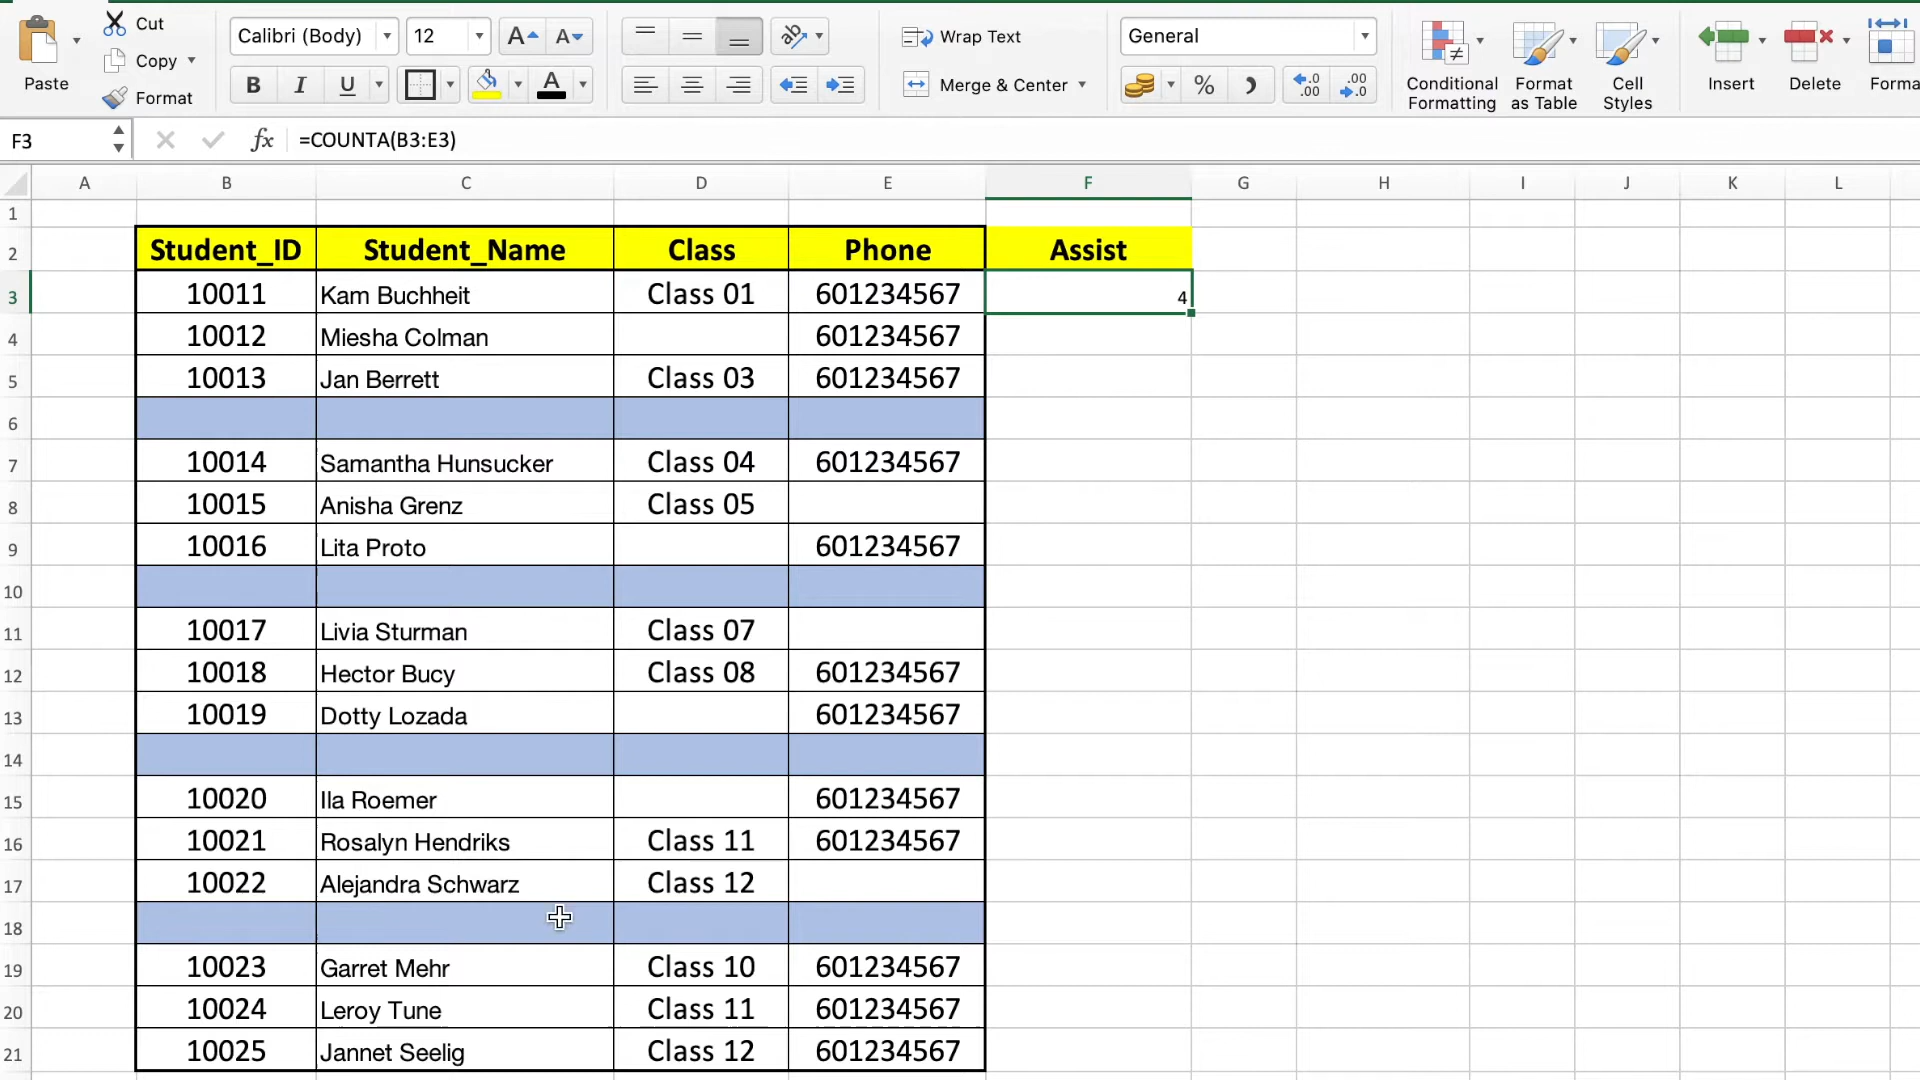 Paste
Cut
Copy
Format
Calibri (Body)
12
A A
B I U A
ab
Wrap Text
Merge & Center
General
% )
.0 .00
.00 .0
Conditional Formatting
Format as Table
Cell Styles
Insert
Delete
Forma
F3 fx =COUNTA(B3:E3)
A B C D E F G H I J K L
1
2 Student_ID Student_Name Class Phone Assist
3 10011 Kam Buchheit Class 01 601234567 4
4 10012 Miesha Colman 601234567
5 10013 Jan Berrett Class 03 601234567
6
7 10014 Samantha Hunsucker Class 04 601234567
8 10015 Anisha Grenz Class 05
9 10016 Lita Proto 601234567
10
11 10017 Livia Sturman Class 07
12 10018 Hector Bucy Class 08 601234567
13 10019 Dotty Lozada 601234567
14
15 10020 Ila Roemer 601234567
16 10021 Rosalyn Hendriks Class 11 601234567
17 10022 Alejandra Schwarz Class 12
18
19 10023 Garret Mehr Class 10 601234567
20 10024 Leroy Tune Class 11 601234567
21 10025 Jannet Seelig Class 12 601234567